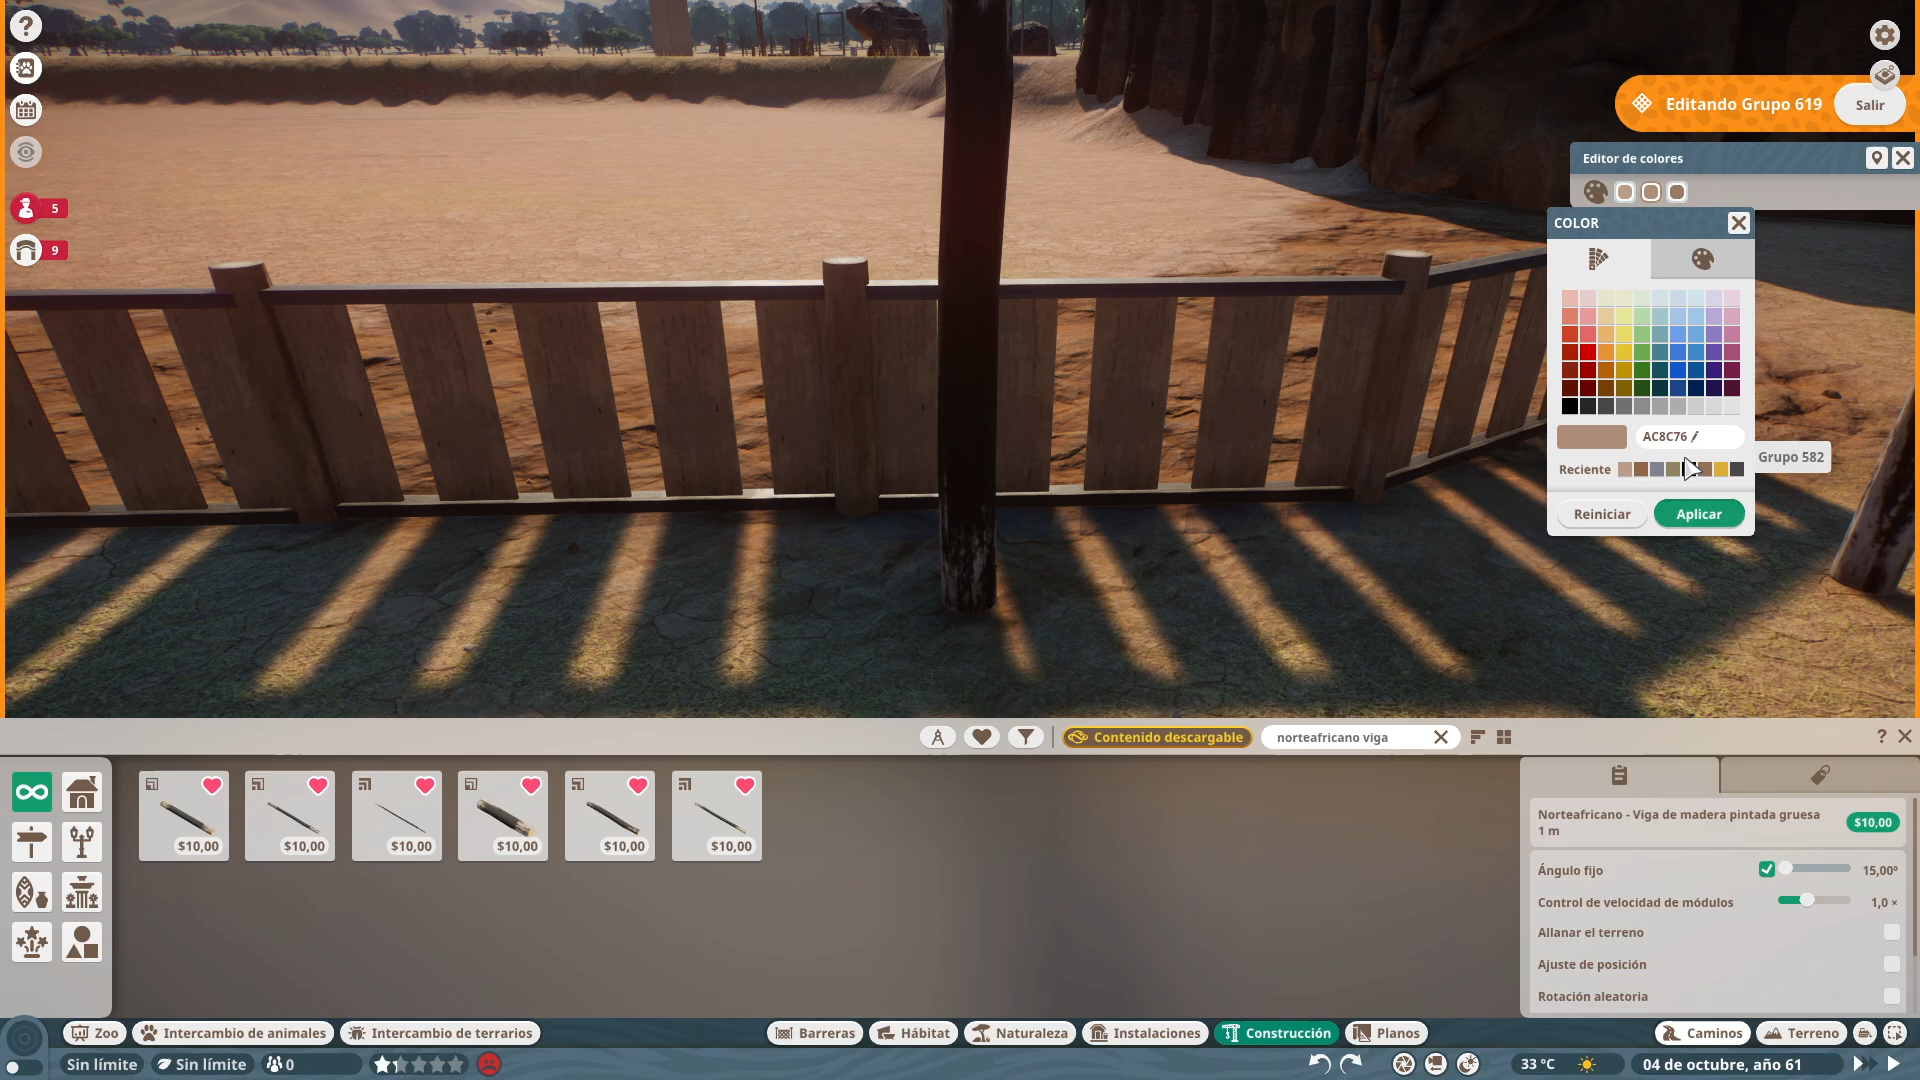 ?
5
9
Editando Grupo 619
Salir
Editor de colores
COLOR
AC8C76
Reciente
Grupo 582
Reiniciar
Aplicar
Contenido descargable
norteafricano viga
?
$10,00
$10,00
$10,00
$10,00
$10,00
$10,00
Norteafricano - Viga de madera pintada gruesa
1 m
$10,00
Ángulo fijo
15,00º
Control de velocidad de módulos
1,0 ×
Allanar el terreno
Ajuste de posición
Rotación aleatoria
Zoo
Intercambio de animales
Intercambio de terrarios
Barreras
Hábitat
Naturaleza
Instalaciones
Construcción
Planos
Caminos
Terreno
Sin límite
Sin límite
0
33 ºC
04 de octubre, año 61